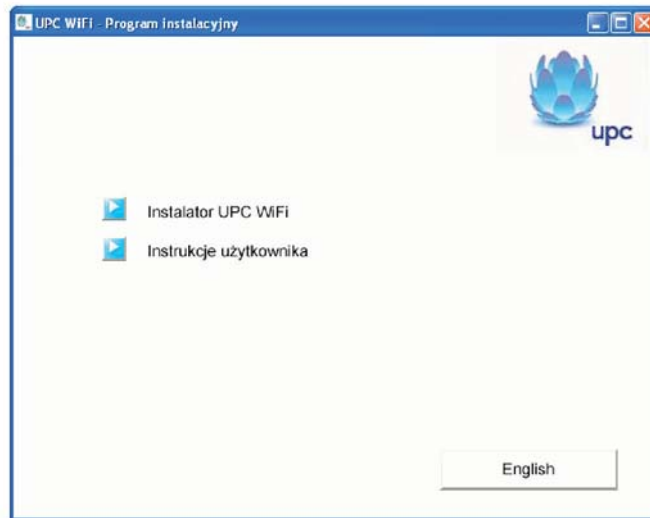 UPC WiFi - Program instalacyjny
upc
Instalator UPC WiFi
Instrukcje użytkownika
English